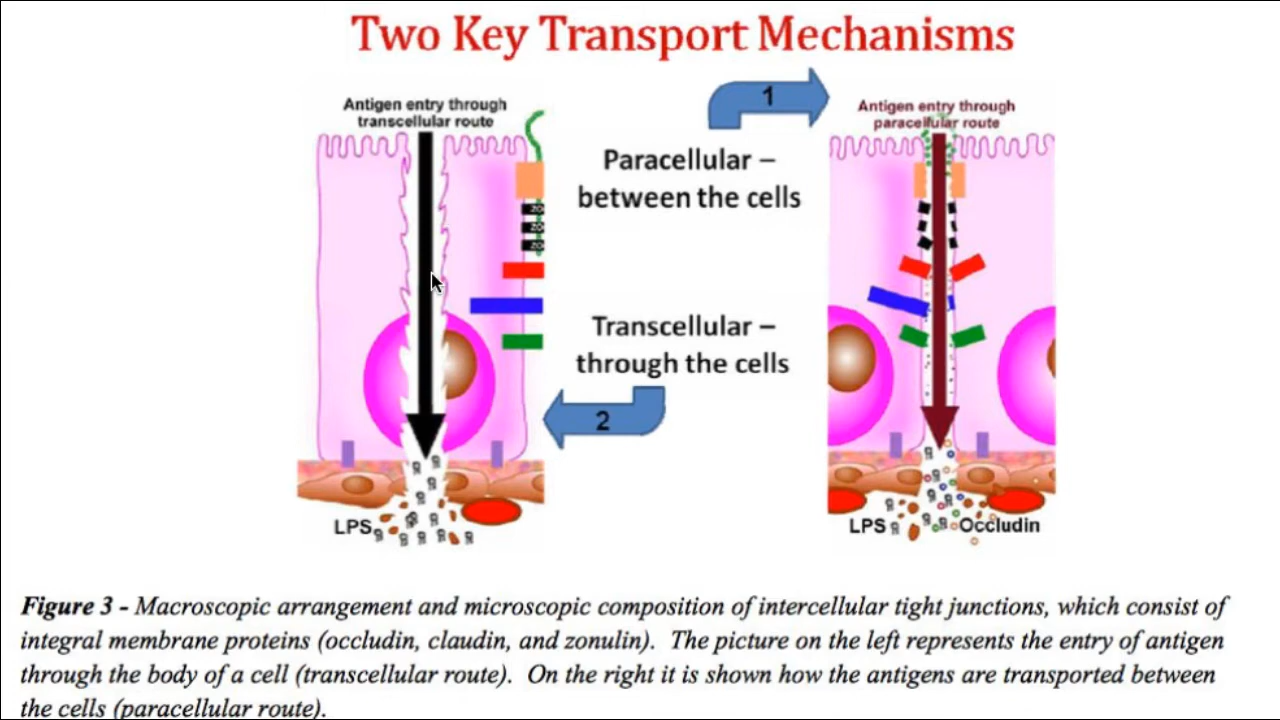 Two Key Transport Mechanisms
Antigen entry through
transcellular route
1
Antigen entry through
paracellular route
Paracellular –
between the cells
ZO
ZO
ZO
Transcellular –
through the cells
2
LPS
LPS
Occludin
Figure 3 - Macroscopic arrangement and microscopic composition of intercellular tight junctions, which consist of
integral membrane proteins (occludin, claudin, and zonulin). The picture on the left represents the entry of antigen
through the body of a cell (transcellular route). On the right it is shown how the antigens are transported between
the cells (paracellular route).